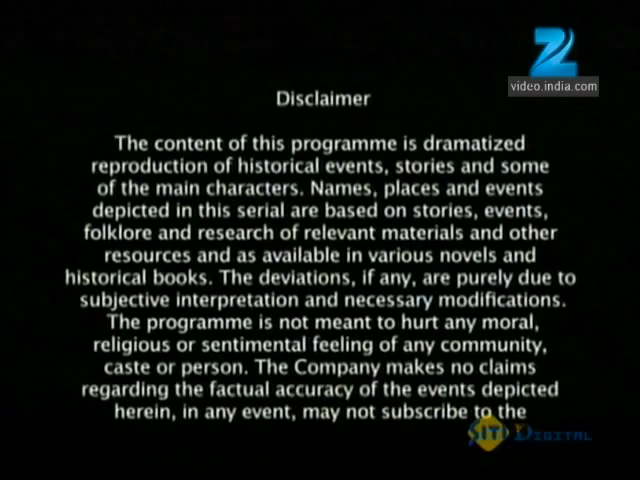 Z
video.india.com
Disclaimer
The content of this programme is dramatized
reproduction of historical events, stories and some
of the main characters. Names, places and events
depicted in this serial are based on stories, events,
folklore and research of relevant materials and other
resources and as available in various novels and
historical books. The deviations, if any, are purely due to
subjective interpretation and necessary modifications.
The programme is not meant to hurt any moral,
religious or sentimental feeling of any community,
caste or person. The Company makes no claims
regarding the factual accuracy of the events depicted
herein, in any event, may not subscribe to the
SITI DIGITAL